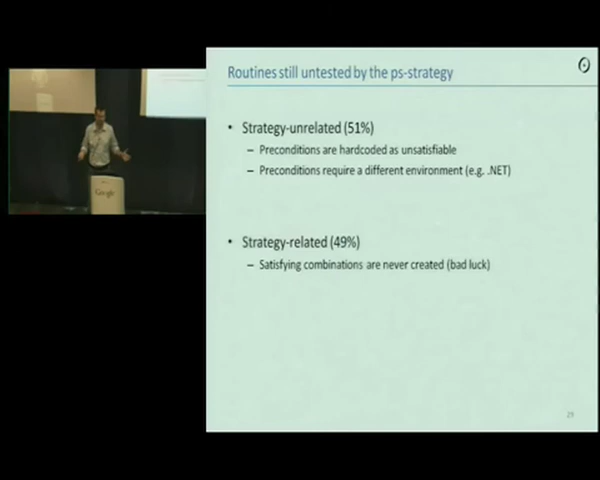 Routines still untested by the ps-strategy
• Strategy-unrelated (51%)
– Preconditions are hardcoded as unsatisfiable
– Preconditions require a different environment (e.g. .NET)
• Strategy-related (49%)
– Satisfying combinations are never created (bad luck)
29
Google